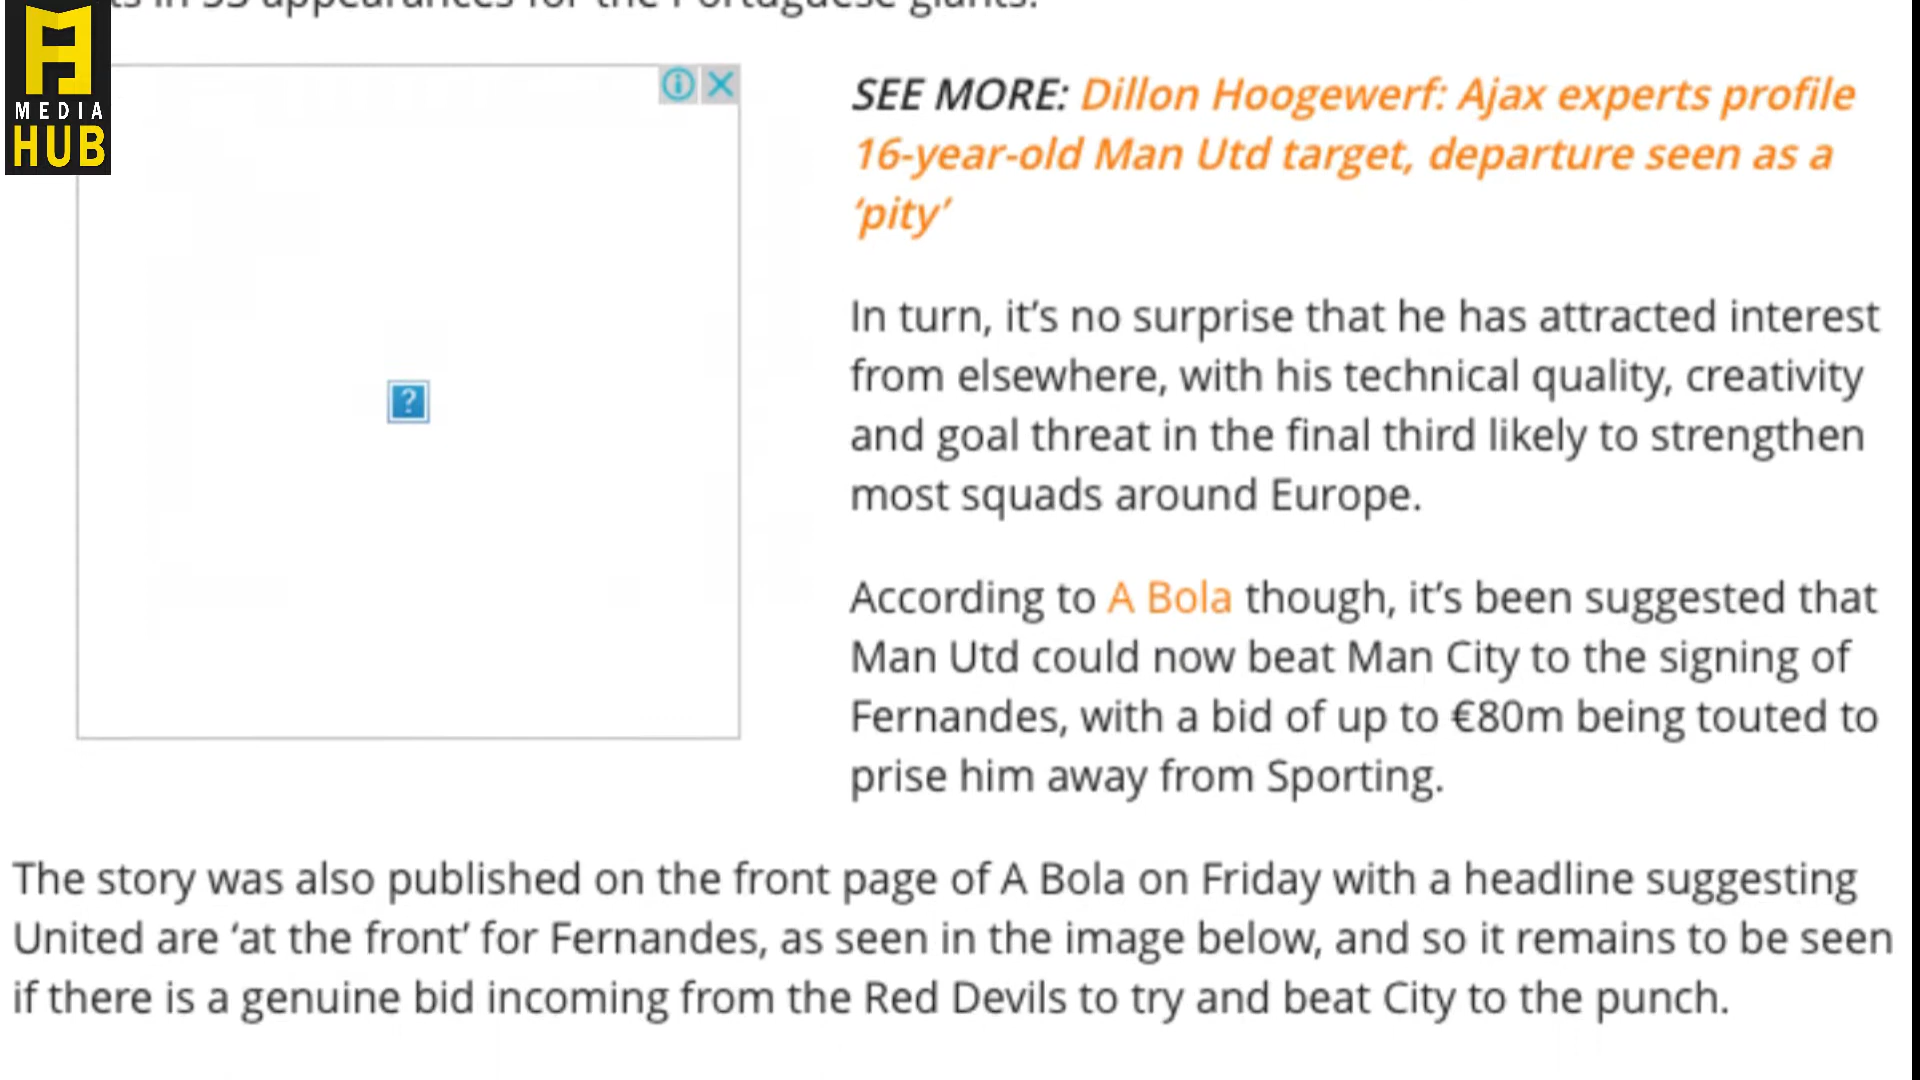 in 53 appearances for the Portuguese giants.
MEDIA
HUB
SEE MORE: Dillon Hoogewerf: Ajax experts profile
16-year-old Man Utd target, departure seen as a
‘pity’
In turn, it’s no surprise that he has attracted interest
from elsewhere, with his technical quality, creativity
and goal threat in the final third likely to strengthen
most squads around Europe.
According to A Bola though, it’s been suggested that
Man Utd could now beat Man City to the signing of
Fernandes, with a bid of up to €80m being touted to
prise him away from Sporting.
The story was also published on the front page of A Bola on Friday with a headline suggesting
United are ‘at the front’ for Fernandes, as seen in the image below, and so it remains to be seen
if there is a genuine bid incoming from the Red Devils to try and beat City to the punch.